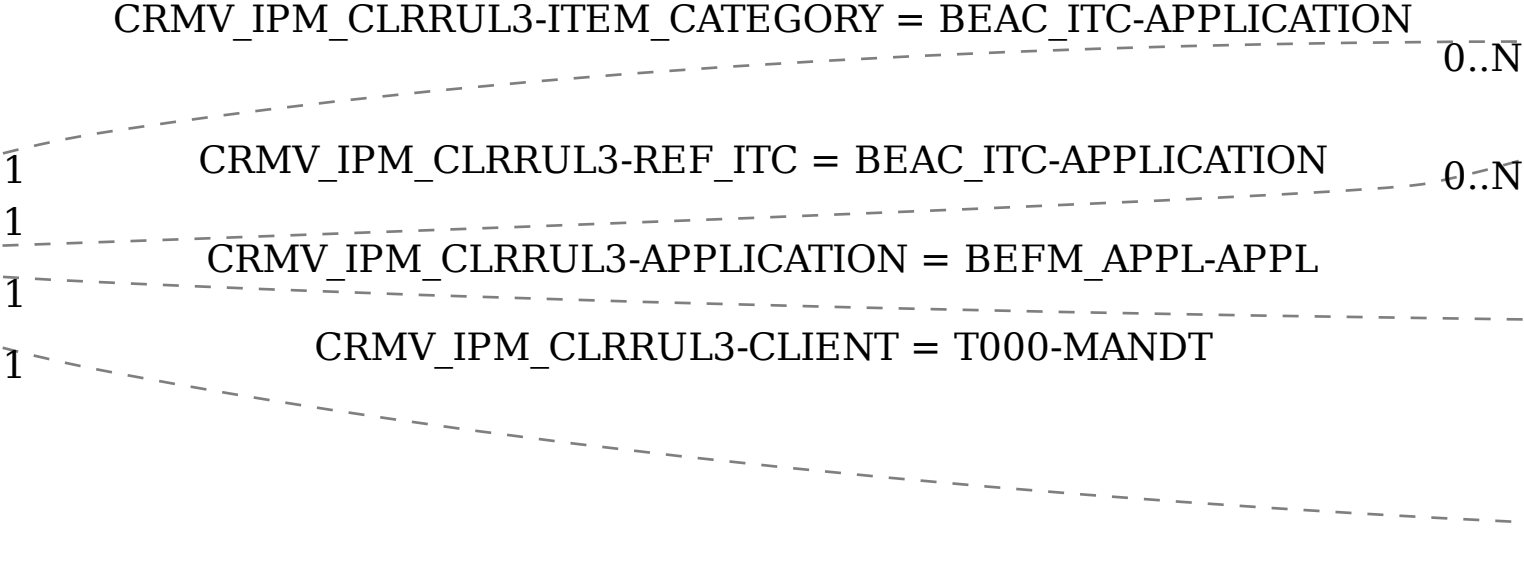 CRMV_IPM_CLRRUL3-ITEM_CATEGORY = BEAC_ITC-APPLICATION
0..N
1
CRMV_IPM_CLRRUL3-REF_ITC = BEAC_ITC-APPLICATION
0..N
1
CRMV_IPM_CLRRUL3-APPLICATION = BEFM_APPL-APPL
1
CRMV_IPM_CLRRUL3-CLIENT = T000-MANDT
1